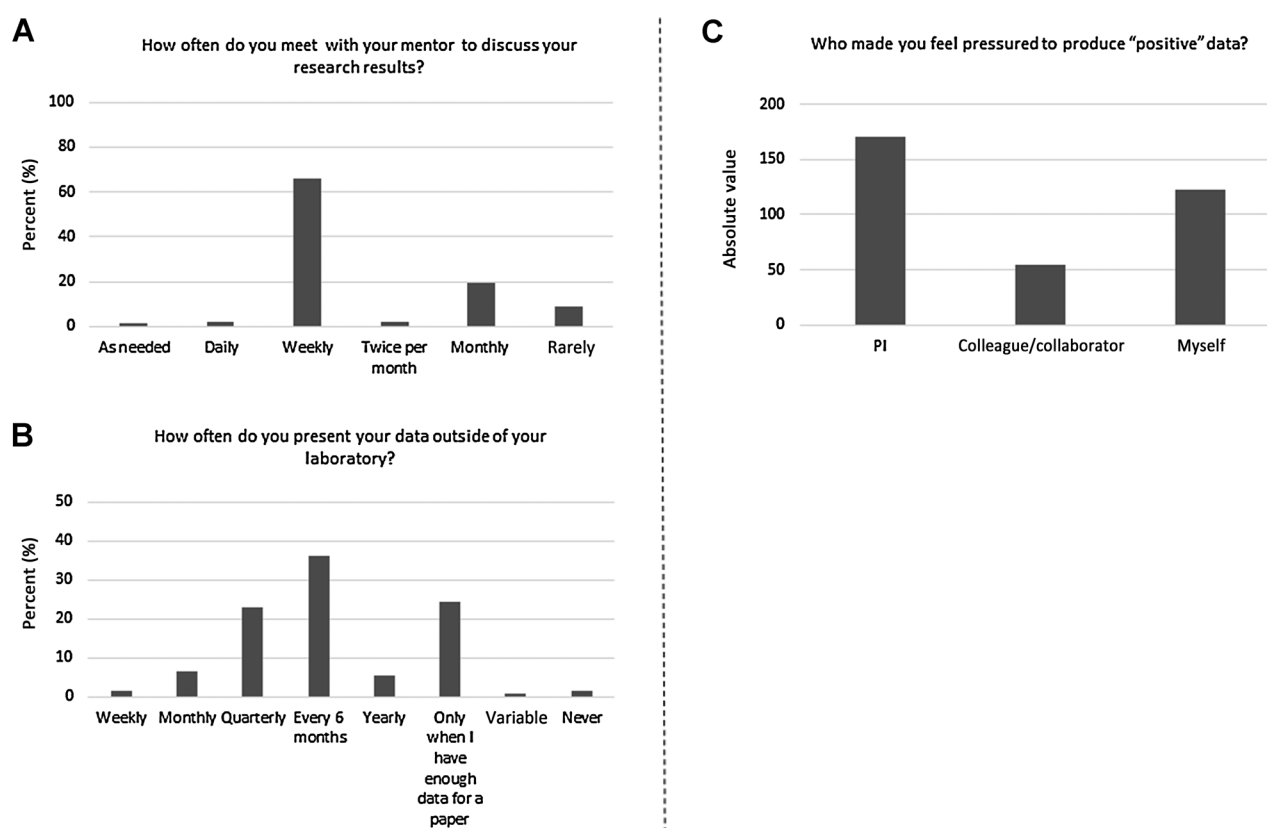 A
How often do you meet with your mentor to discuss your
research results?
Percent (%)
100
80
60
40
20
0
As needed
Daily
Weekly
Twice per
month
Monthly
Rarely
B
How often do you present your data outside of your
laboratory?
Percent (%)
50
40
30
20
10
0
Weekly
Monthly
Quarterly
Every 6
months
Yearly
Only
when I
have
enough
data for a
paper
Variable
Never
C
Who made you feel pressured to produce “positive” data?
Absolute value
200
150
100
50
0
PI
Colleague/collaborator
Myself